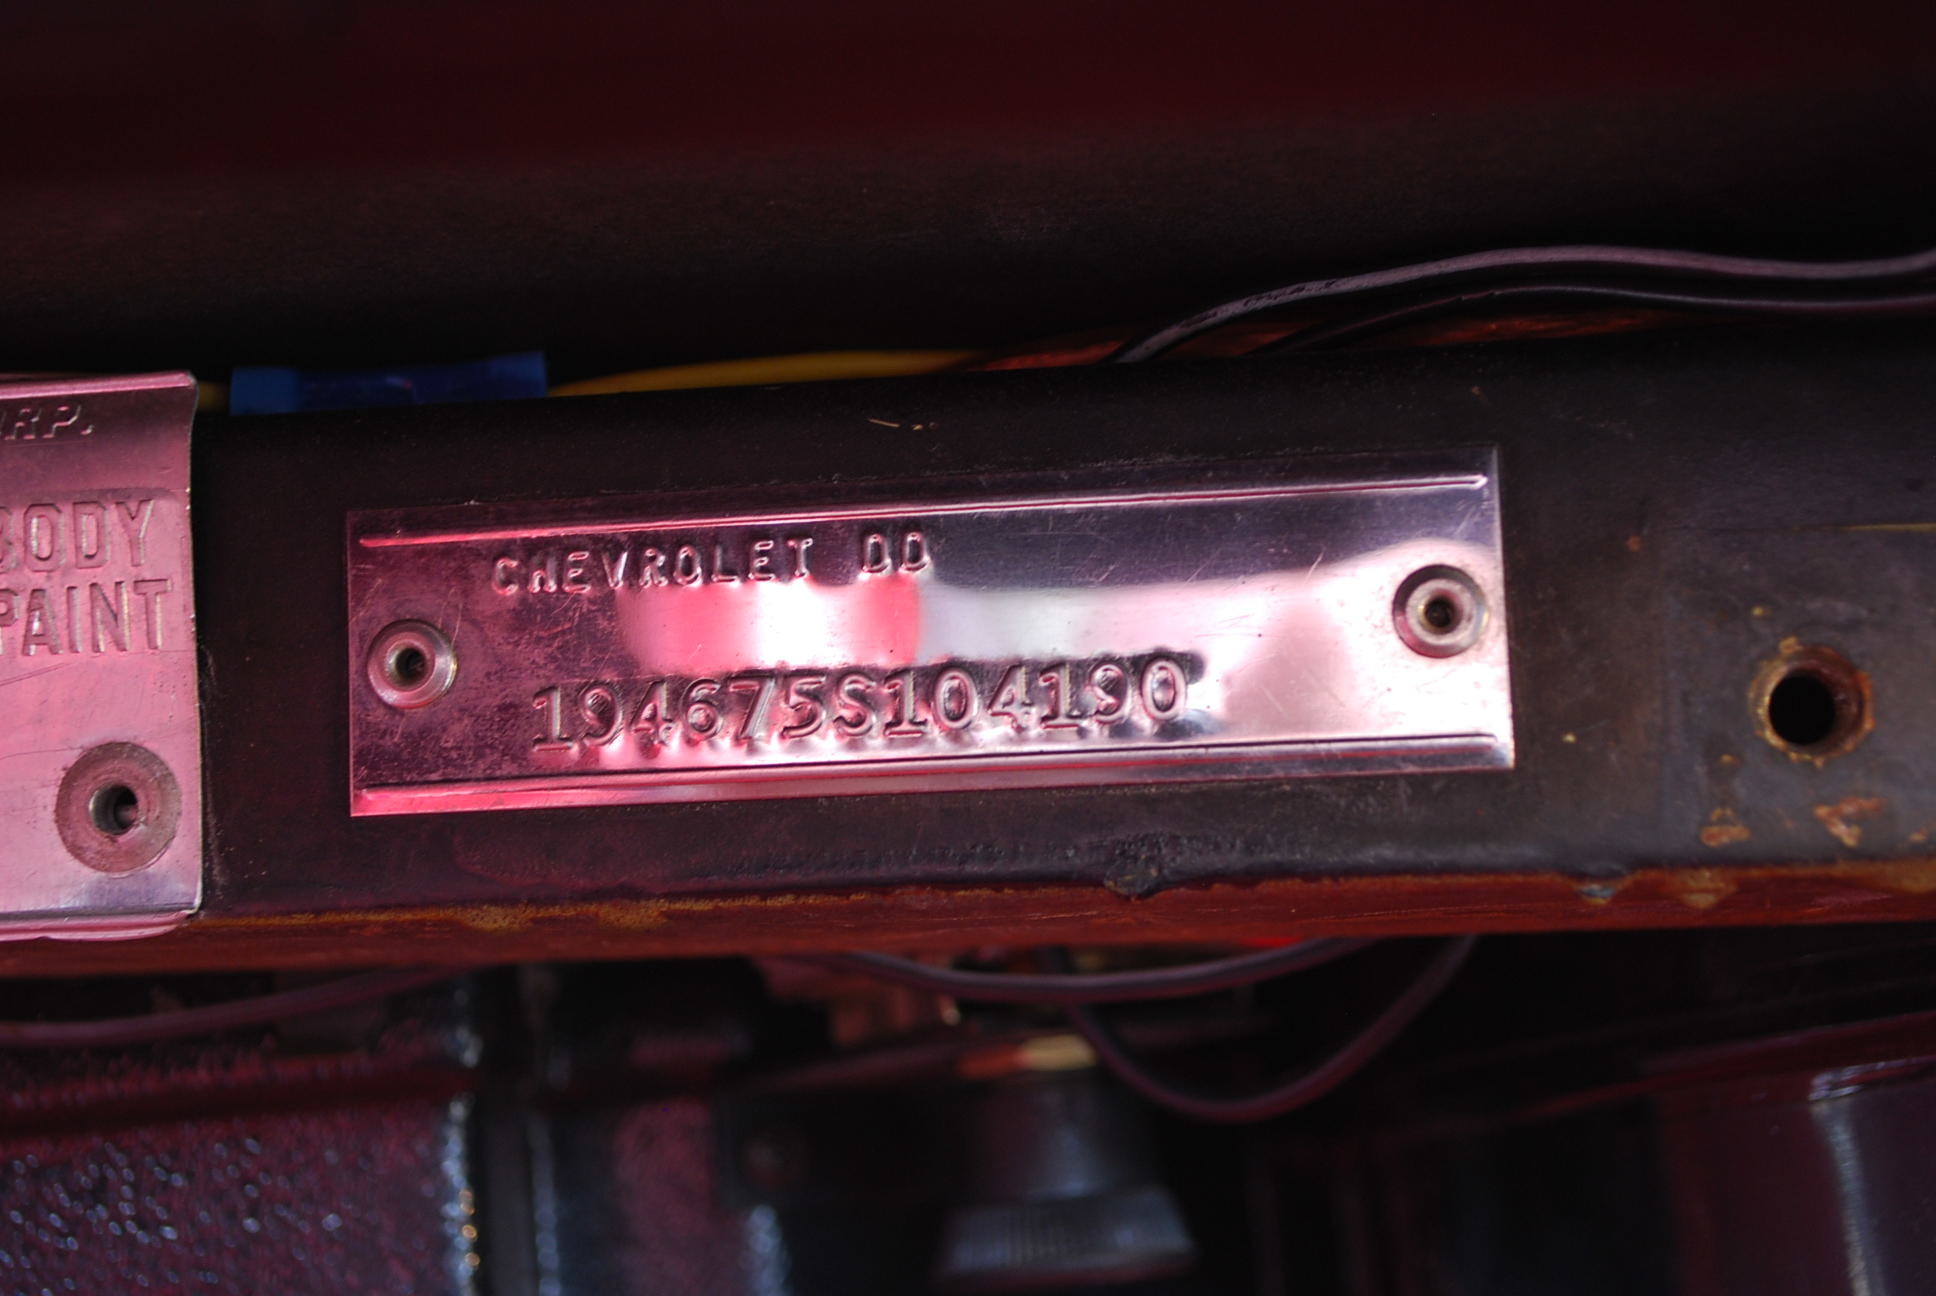 RP.
BODY
PAINT
CHEVROLET DD
194675S104190